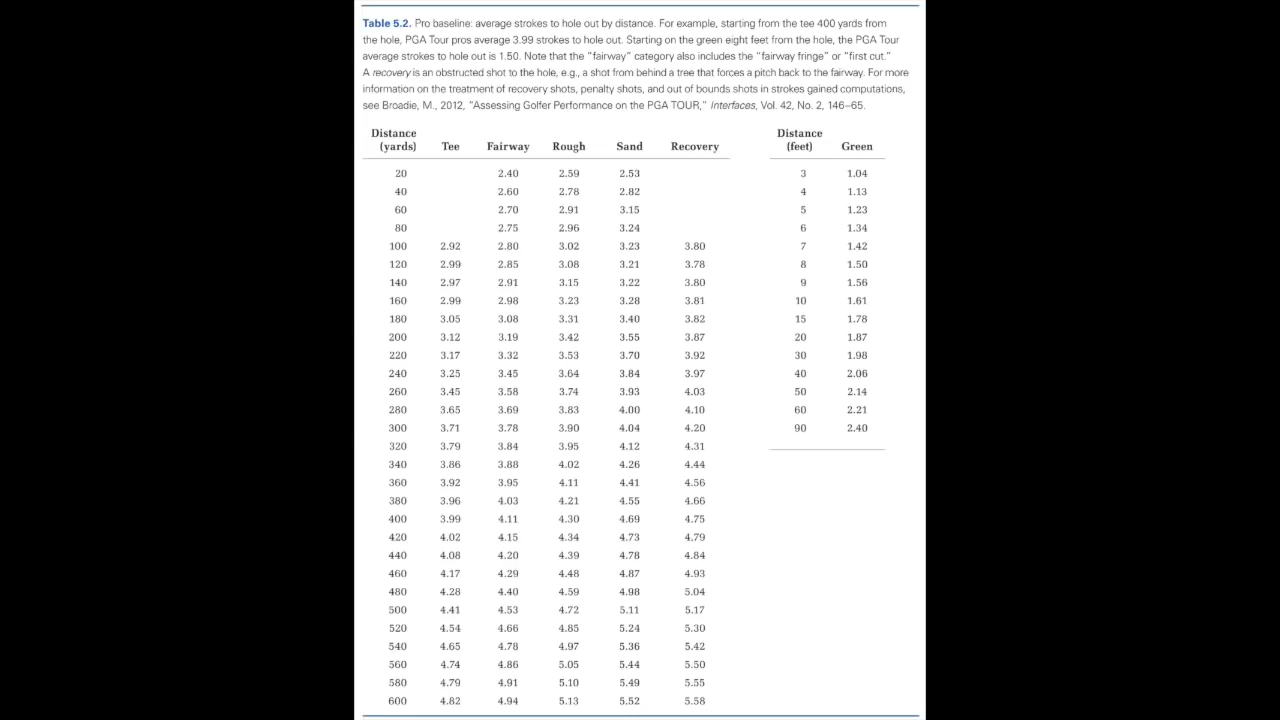 Table 5.2. Pro baseline: average strokes to hole out by distance. For example, starting from the tee 400 yards from
the hole, PGA Tour pros average 3.99 strokes to hole out. Starting on the green eight feet from the hole, the PGA Tour
average strokes to hole out is 1.50. Note that the "fairway" category also includes the "fairway fringe" or "first cut."
A recovery is an obstructed shot to the hole, e.g., a shot from behind a tree that forces a pitch back to the fairway. For more
information on the treatment of recovery shots, penalty shots, and out of bounds shots in strokes gained computations,
see Broadie, M., 2012, "Assessing Golfer Performance on the PGA TOUR," Interfaces, Vol. 42, No. 2, 146–65.
Distance Distance
(yards) Tee Fairway Rough Sand Recovery (feet) Green
20 2.40 2.59 2.53 3 1.04
40 2.60 2.78 2.82 4 1.13
60 2.70 2.91 3.15 5 1.23
80 2.75 2.96 3.24 6 1.34
100 2.92 2.80 3.02 3.23 3.80 7 1.42
120 2.99 2.85 3.08 3.21 3.78 8 1.50
140 2.97 2.91 3.15 3.22 3.80 9 1.56
160 2.99 2.98 3.23 3.28 3.81 10 1.61
180 3.05 3.08 3.31 3.40 3.82 15 1.78
200 3.12 3.19 3.42 3.55 3.87 20 1.87
220 3.17 3.32 3.53 3.70 3.92 30 1.98
240 3.25 3.45 3.64 3.84 3.97 40 2.06
260 3.45 3.58 3.74 3.93 4.03 50 2.14
280 3.65 3.69 3.83 4.00 4.10 60 2.21
300 3.71 3.78 3.90 4.04 4.20 90 2.40
320 3.79 3.84 3.95 4.12 4.31
340 3.86 3.88 4.02 4.26 4.44
360 3.92 3.95 4.11 4.41 4.56
380 3.96 4.03 4.21 4.55 4.66
400 3.99 4.11 4.30 4.69 4.75
420 4.02 4.15 4.34 4.73 4.79
440 4.08 4.20 4.39 4.78 4.84
460 4.17 4.29 4.48 4.87 4.93
480 4.28 4.40 4.59 4.98 5.04
500 4.41 4.53 4.72 5.11 5.17
520 4.54 4.66 4.85 5.24 5.30
540 4.65 4.78 4.97 5.36 5.42
560 4.74 4.86 5.05 5.44 5.50
580 4.79 4.91 5.10 5.49 5.55
600 4.82 4.94 5.13 5.52 5.58